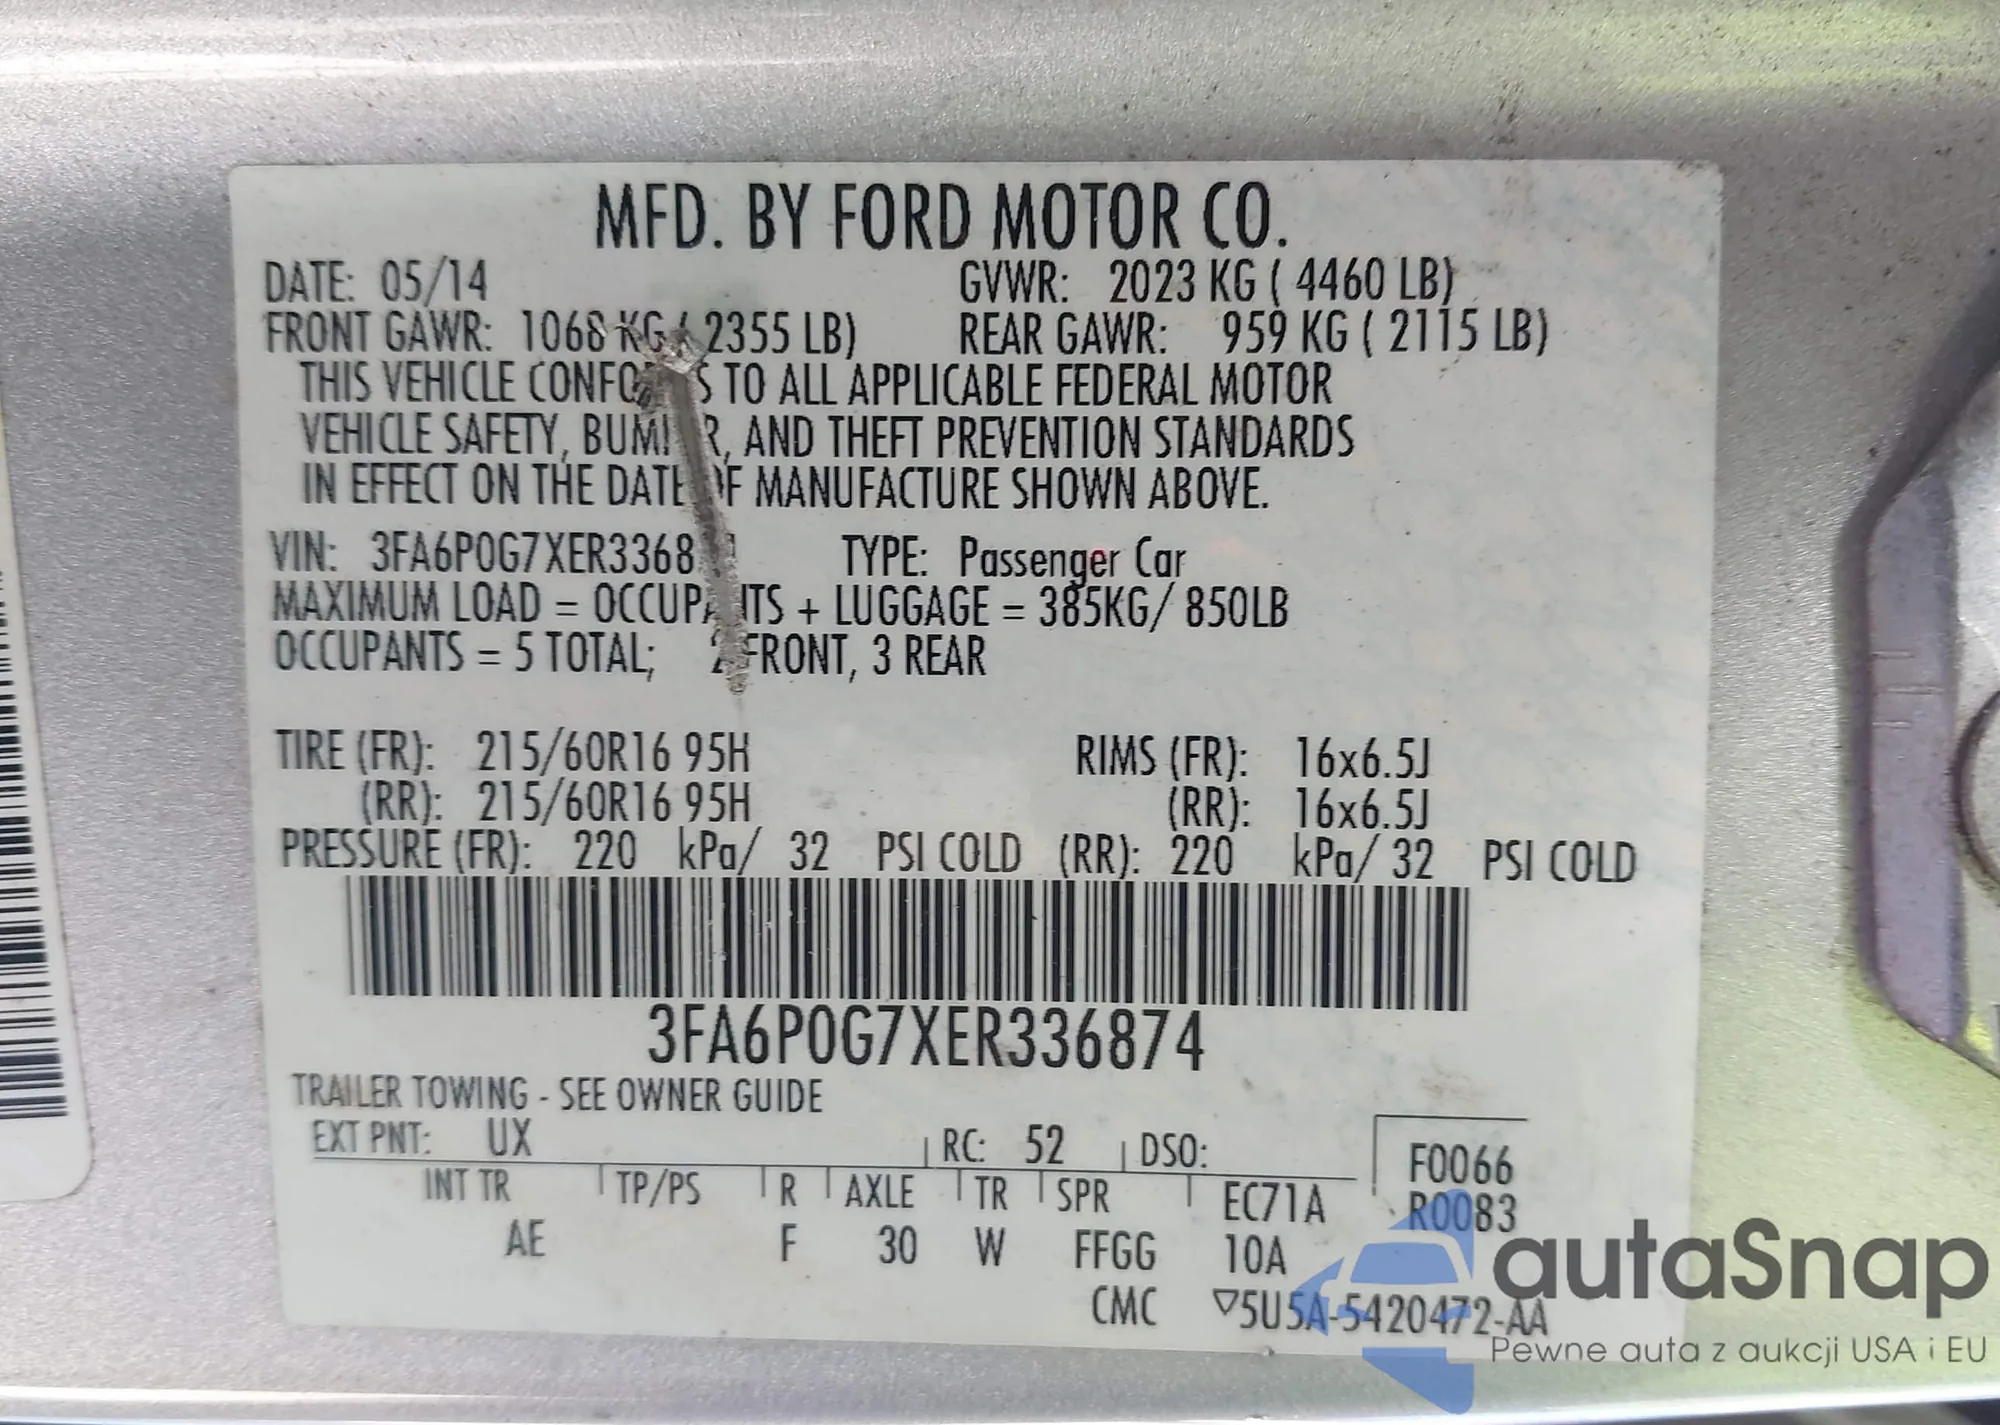 MFD. BY FORD MOTOR CO.
DATE: 05/14 GVWR: 2023 KG ( 4460 LB)
FRONT GAWR: 1068 KG ( 2355 LB) REAR GAWR: 959 KG ( 2115 LB)
THIS VEHICLE CONFO S TO ALL APPLICABLE FEDERAL MOTOR
VEHICLE SAFETY, BUM R, AND THEFT PREVENTION STANDARDS
IN EFFECT ON THE DATE OF MANUFACTURE SHOWN ABOVE.
VIN: 3FA6P0G7XER3368 TYPE: Passenger Car
MAXIMUM LOAD = OCCUPANTS + LUGGAGE = 385KG/ 850LB
OCCUPANTS = 5 TOTAL; 2 FRONT, 3 REAR
TIRE (FR): 215/60R16 95H RIMS (FR): 16x6.5J
(RR): 215/60R16 95H (RR): 16x6.5J
PRESSURE (FR): 220 kPa/ 32 PSI COLD (RR): 220 kPa/ 32 PSI COLD
3FA6P0G7XER336874
TRAILER TOWING - SEE OWNER GUIDE
EXT PNT: UX RC: 52 DSO: F0066
INT TR TP/PS R AXLE TR SPR EC71A R0083
AE F 30 W FFGG 10A
CMC ▽5U5A-5420472-AA
autaSnap
Pewne auta z aukcji USA i EU